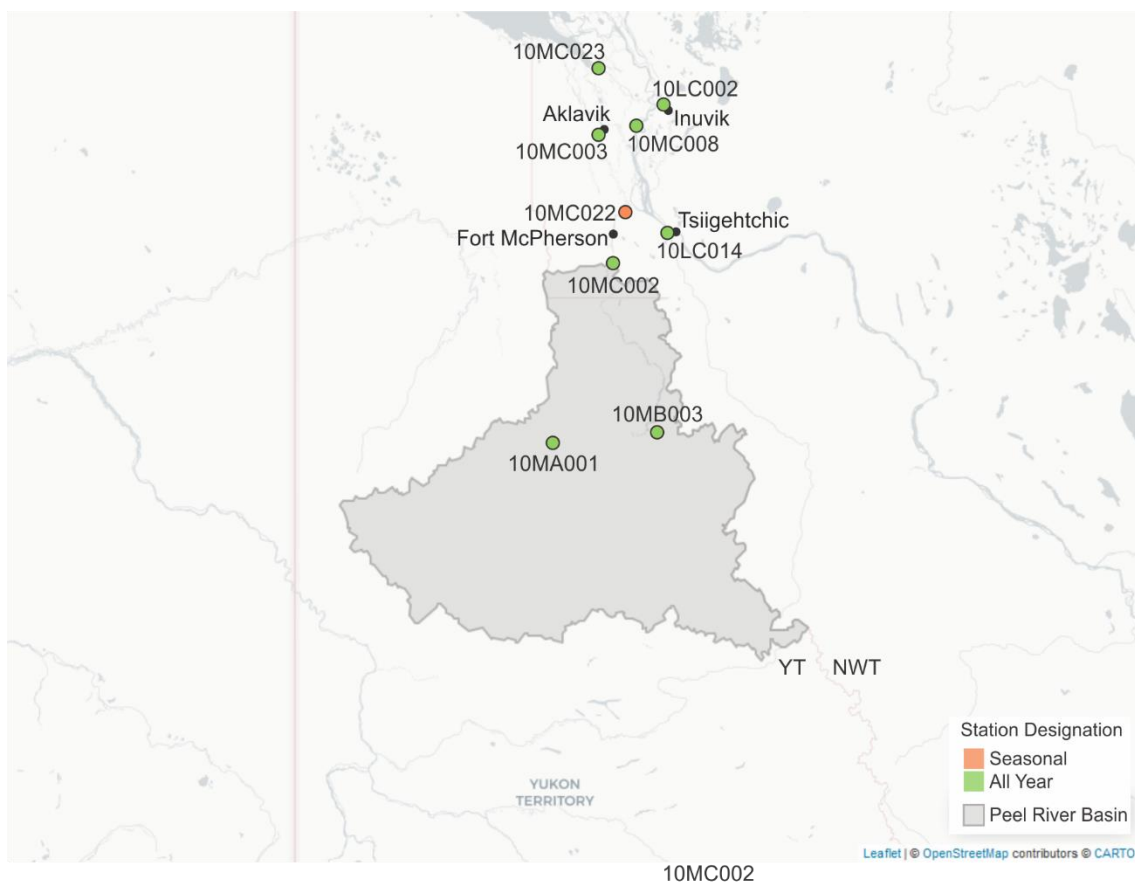 10MC023
10LC002
Aklavik
Inuvik
10MC003
10MC008
10MC022
Tsiigehtchic
Fort McPherson
10LC014
10MC002
10MB003
10MA001
YT NWT
Station Designation
Seasonal
All Year
Peel River Basin
YUKON
TERRITORY
Leaflet | © OpenStreetMap contributors © CARTO
10MC002